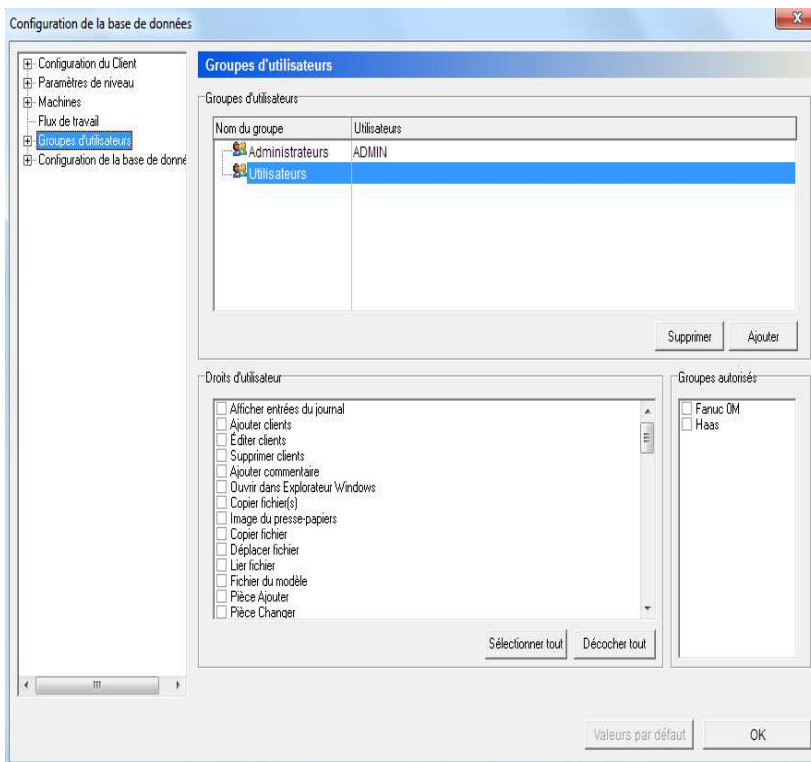 Configuration de la base de données
Configuration du Client
Paramètres de niveau
Machines
Flux de travail
Groupes d'utilisateurs
Configuration de la base de donné
Groupes d'utilisateurs
Groupes d'utilisateurs
Nom du groupe Utilisateurs
Administrateurs ADMIN
Utilisateurs
Supprimer Ajouter
Droits d'utilisateur
Afficher entrées du journal
Ajouter clients
Éditer clients
Supprimer clients
Ajouter commentaire
Ouvrir dans Explorateur Windows
Copier fichier(s)
Image du presse-papiers
Copier fichier
Déplacer fichier
Lier fichier
Fichier du modèle
Pièce Ajouter
Pièce Changer
Sélectionner tout Décocher tout
Groupes autorisés
Fanuc 0M
Haas
Valeurs par défaut OK